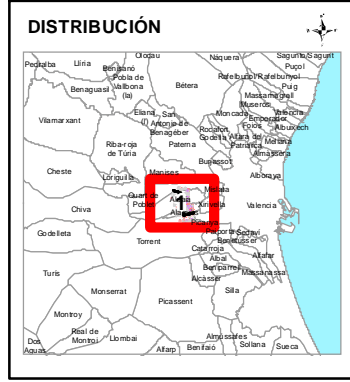 DISTRIBUCIÓN
Olocau
Náquera
Sagunto/Sagunt
Pedralba
Llíria
Benisanó
Puçol
Pobla de
Vallbona
(la)
Rafelbunyol/Rafelbunyol
Benaguasil
Bétera
Puig
Massamagrell
Museros
Vilamarxant
Eliana
(l')
San
Antonio de
Benagéber
Moncada
Valencia
Emperador
Foios
Albuixech
Rocafort
Godella
Alfara del
Patriarca
Meliana
Almàssera
Riba-roja
de Túria
Paterna
Burjassot
Cheste
Alboraya
Loriguilla
Manises
Mislata
Quart de
Poblet
Aldaia
Xirivella
Valencia
Chiva
Alaquàs
Picanya
Godelleta
Torrent
Paiporta
Sedaví
Benetússer
Catarroja
Alfafar
Albal
Beniparrell
Massanassa
Turís
Alcàsser
Monserrat
Picassent
Silla
Montroy
Real de
Montroi
Llombai
Almussafes
Dos
Aguas
Alfarp
Benifaió
Sollana
Sueca